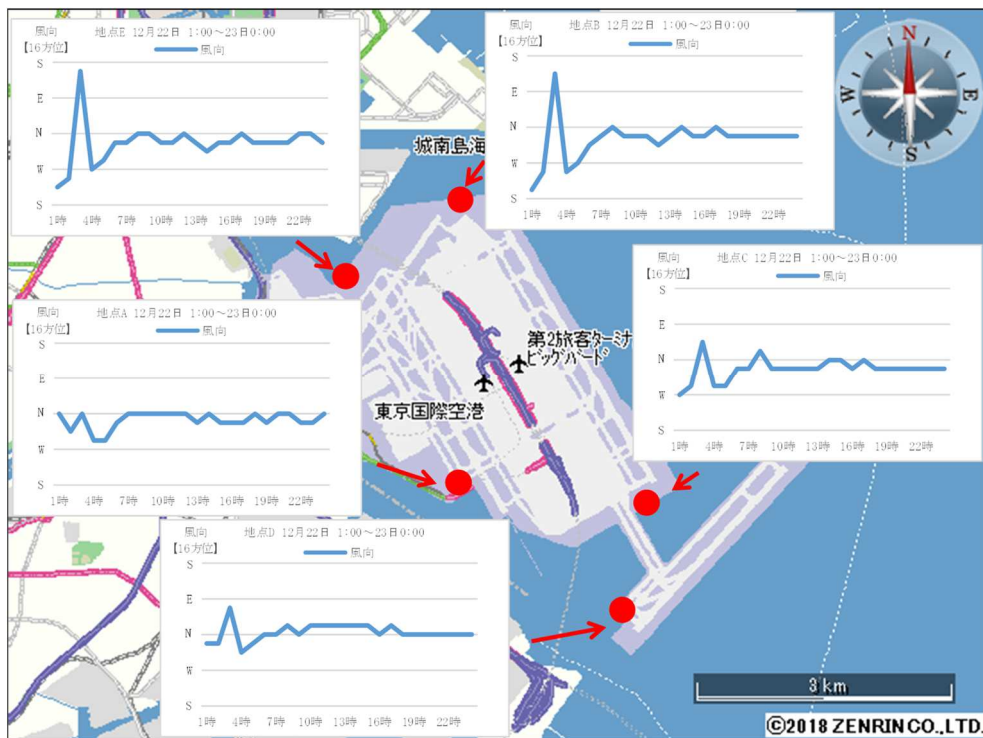 風向
地点E 12月22日 1:00～23日0:00
【16方位】
風向
S
E
N
W
S
1時 4時 7時 10時 13時 16時 19時 22時
風向
地点B 12月22日 1:00～23日0:00
【16方位】
風向
S
E
N
W
S
1時 4時 7時 10時 13時 16時 19時 22時
N
W
E
S
城南島海
風向
地点C 12月22日 1:00～23日0:00
【16方位】
風向
S
E
N
W
S
1時 4時 7時 10時 13時 16時 19時 22時
風向
地点A 12月22日 1:00～23日0:00
【16方位】
風向
S
E
N
W
S
1時 4時 7時 10時 13時 16時 19時 22時
第2旅客ターミナ
ビッグバード
東京国際空港
風向
地点D 12月22日 1:00～23日0:00
【16方位】
風向
S
E
N
W
S
1時 4時 7時 10時 13時 16時 19時 22時
3 km
©2018 ZENRIN CO., LTD.